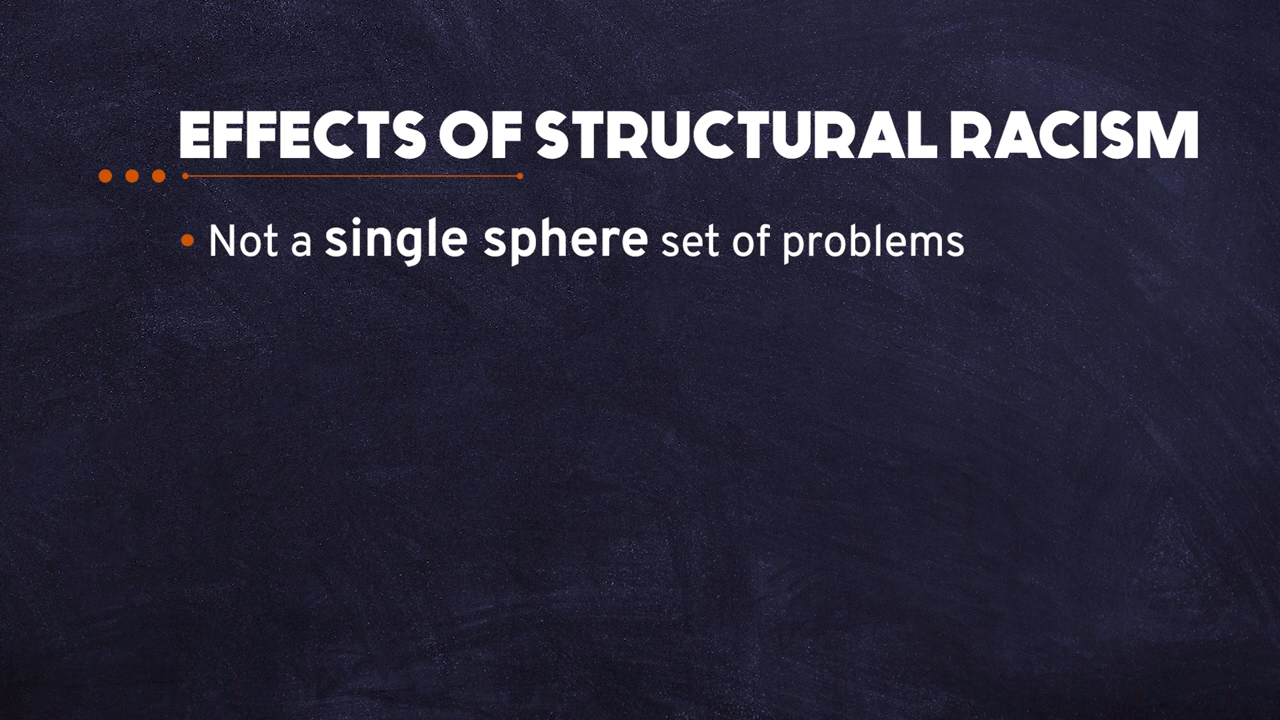 EFFECTS OF STRUCTURAL RACISM
• Not a single sphere set of problems